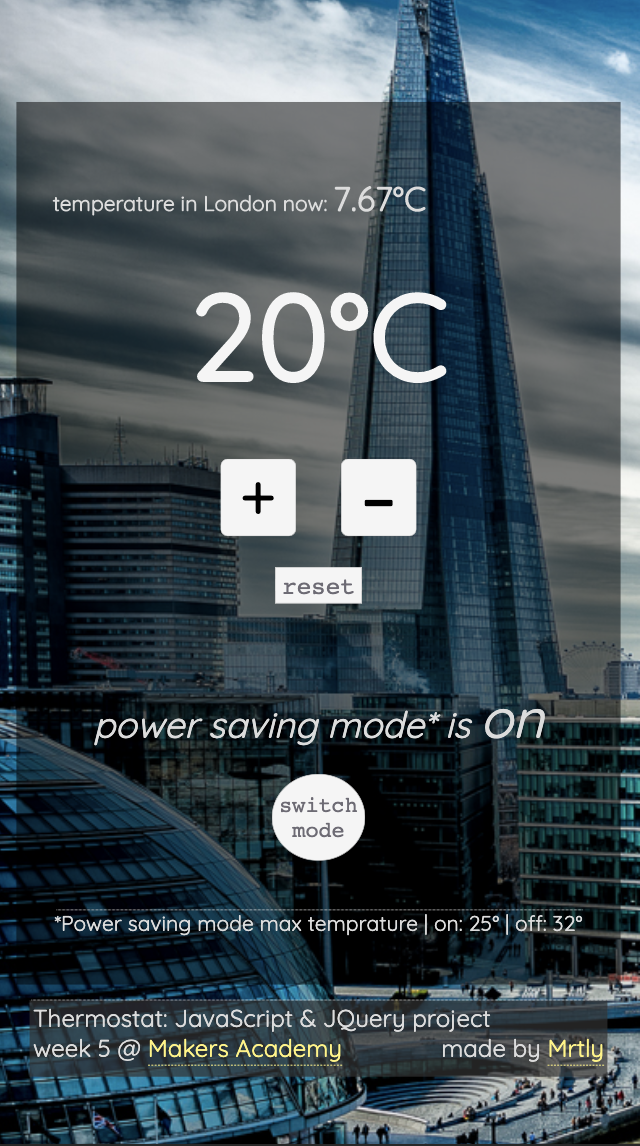 temperature in London now: 7.67°C
20°C
+ -
reset
power saving mode* is on
switch
mode
*Power saving mode max temprature | on: 25° | off: 32°
Thermostat: JavaScript & JQuery project
week 5 @ Makers Academy made by Mrtly